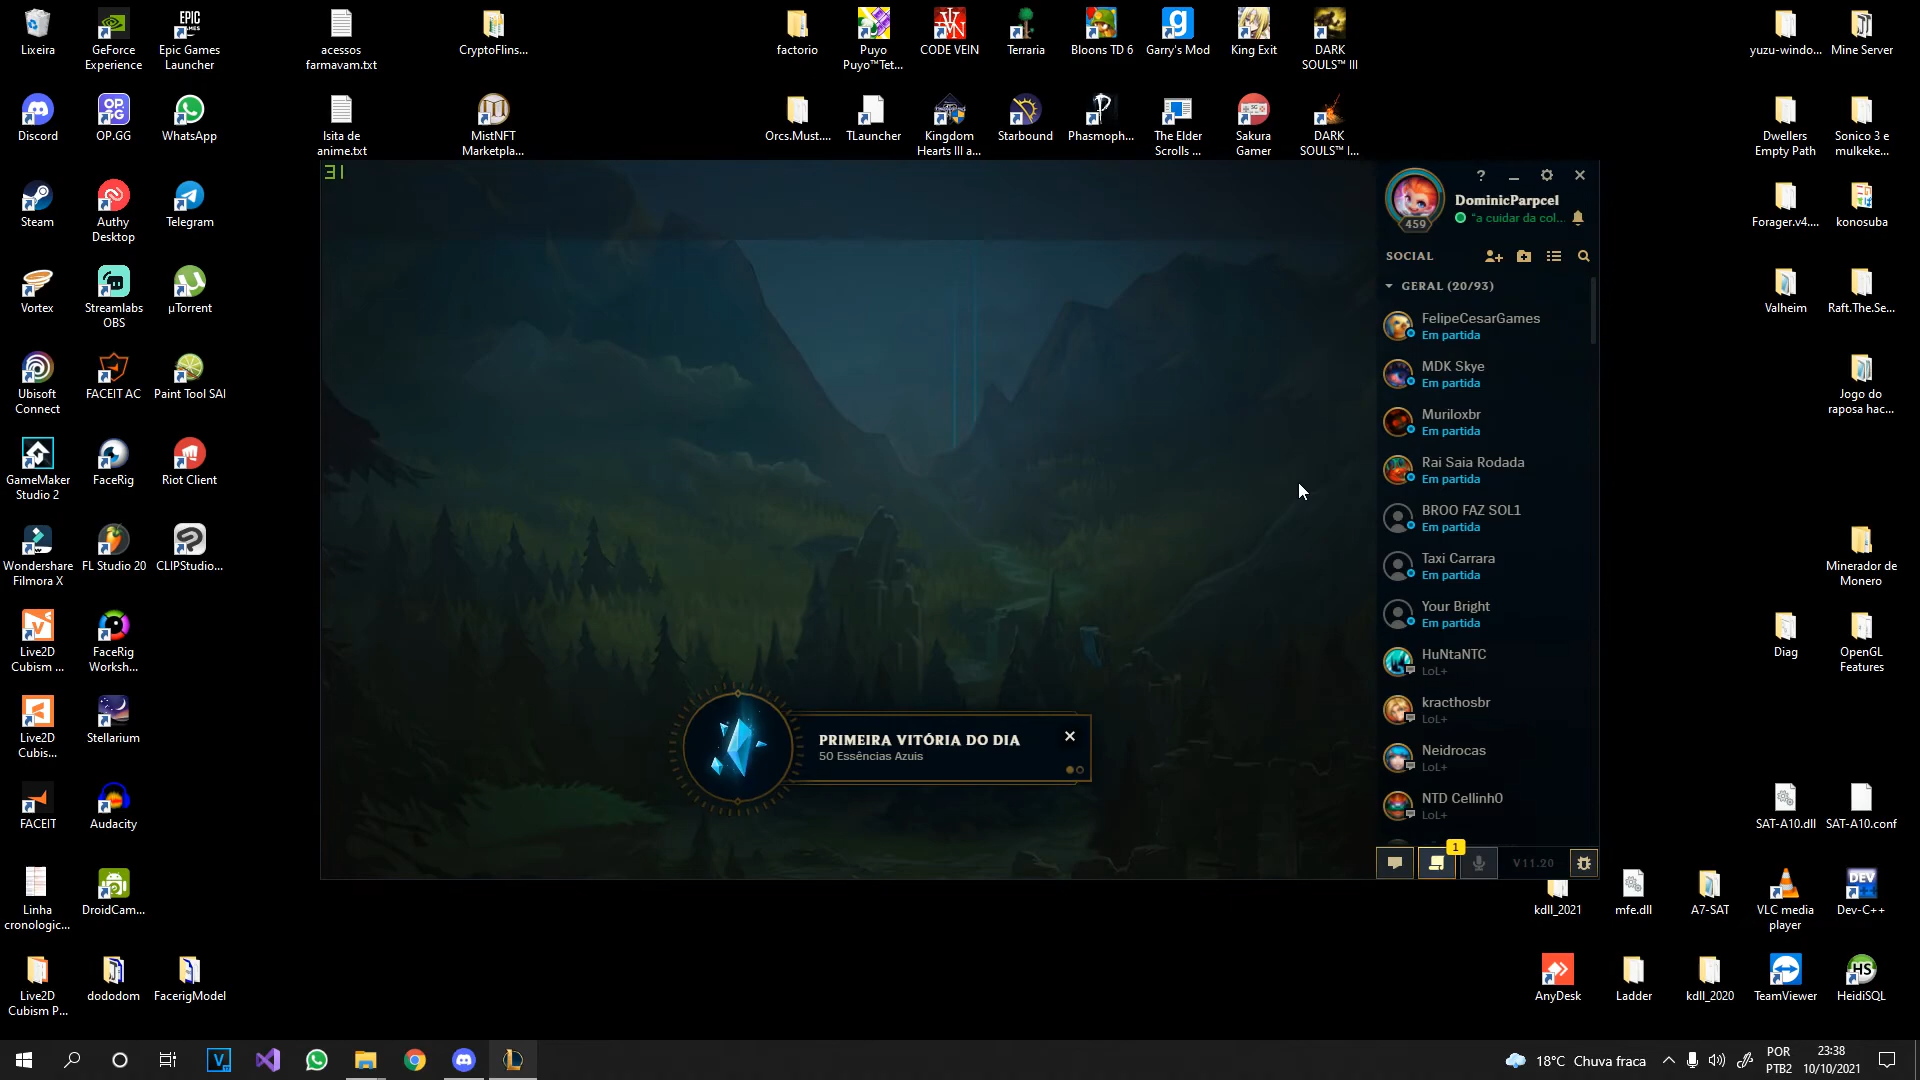 Lixeira
GeForce
Experience
Epic Games
Launcher
acessos
farmavam.txt
CryptoFlins...
factorio
Puyo
Puyo™Tet...
CODE VEIN
Terraria
Bloons TD 6
Garry's Mod
King Exit
DARK
SOULS™ III
yuzu-windo...
Mine Server
Discord
OP.GG
WhatsApp
lsita de
anime.txt
MistNFT
Marketpla...
Orcs.Must....
TLauncher
Kingdom
Hearts III a...
Starbound
Phasmoph...
The Elder
Scrolls ...
Sakura
Gamer
DARK
SOULS™ I...
Dwellers
Empty Path
Sonico 3 e
mulkeke...
31
Steam
Authy
Desktop
Telegram
Forager.v4....
konosuba
Vortex
Streamlabs
OBS
µTorrent
Valheim
Raft.The.Se...
Ubisoft
Connect
FACEIT AC
Paint Tool SAI
Jogo do
raposa hac...
GameMaker
Studio 2
FaceRig
Riot Client
Wondershare
Filmora X
FL Studio 20
CLIPStudio...
Minerador de
Monero
Live2D
Cubism ...
FaceRig
Worksh...
Diag
OpenGL
Features
Live2D
Cubis...
Stellarium
FACEIT
Audacity
SAT-A10.dll
SAT-A10.conf
Linha
cronologic...
DroidCam...
kdll_2021
mfe.dll
A7-SAT
VLC media
player
Dev-C++
Live2D
Cubism P...
dododom
FacerigModel
AnyDesk
Ladder
kdll_2020
TeamViewer
HeidiSQL
DominicParpcel
459
"a cuidar da col...
SOCIAL
GERAL (20/93)
FelipeCesarGames
Em partida
MDK Skye
Em partida
Muriloxbr
Em partida
Rai Saia Rodada
Em partida
BROO FAZ SOL1
Em partida
Taxi Carrara
Em partida
Your Bright
Em partida
HuNtaNTC
LoL+
kracthosbr
LoL+
Neidrocas
LoL+
NTD Cellinh0
LoL+
1
V11.20
PRIMEIRA VITÓRIA DO DIA
50 Essências Azuis
18°C Chuva fraca
POR
PTB2
23:38
10/10/2021